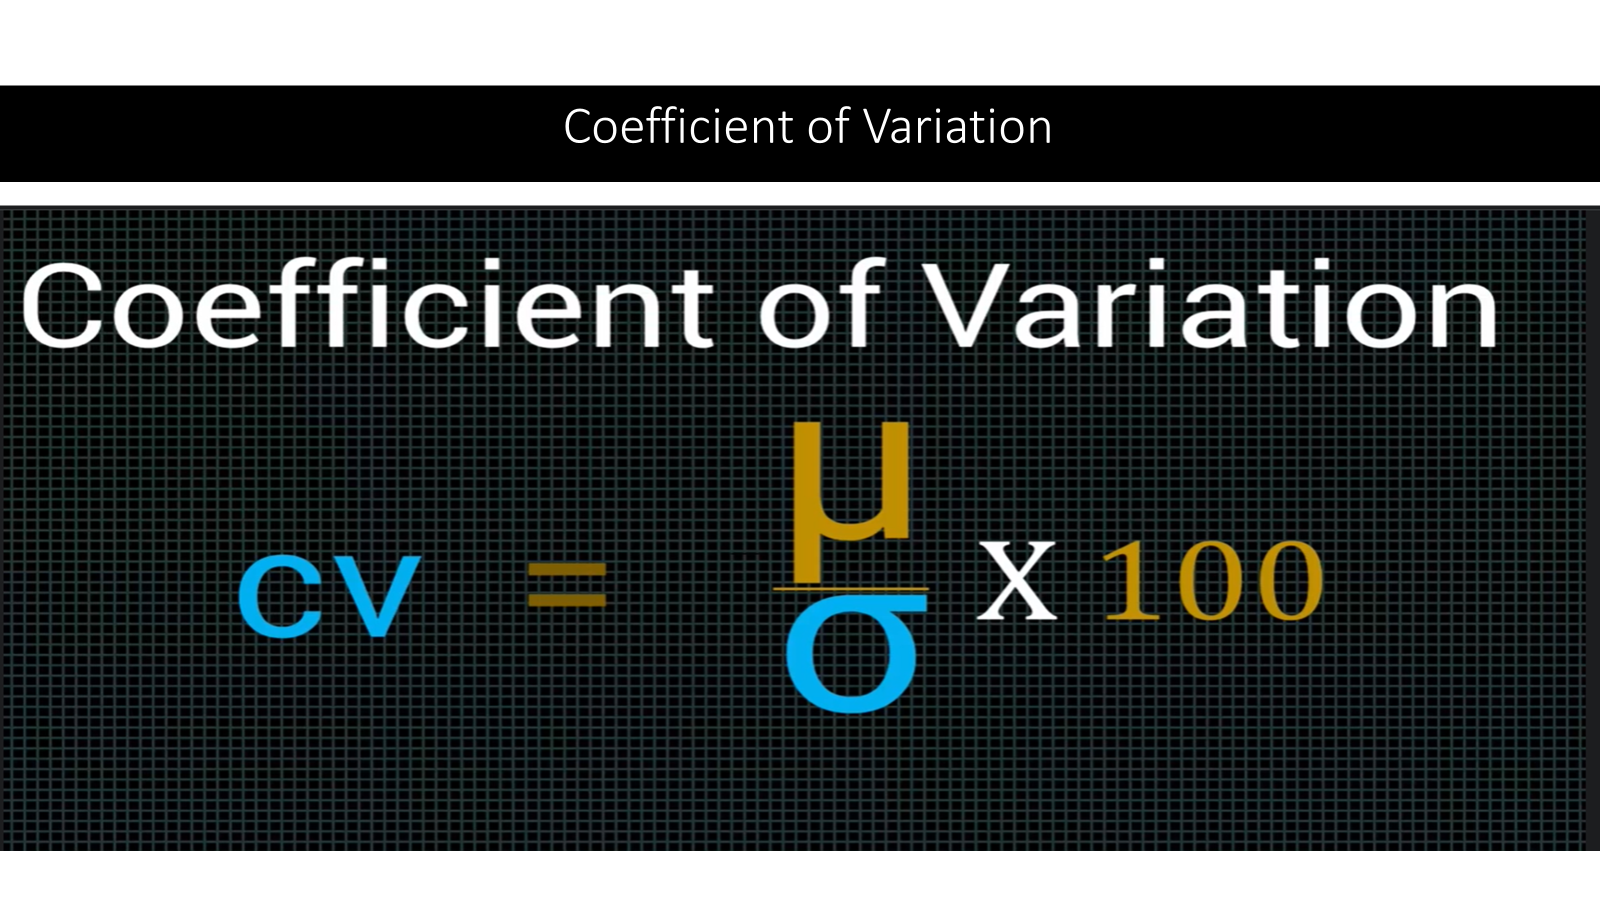 Coefficient of Variation
Coefficient of Variation
μ
cv = X 100
σ